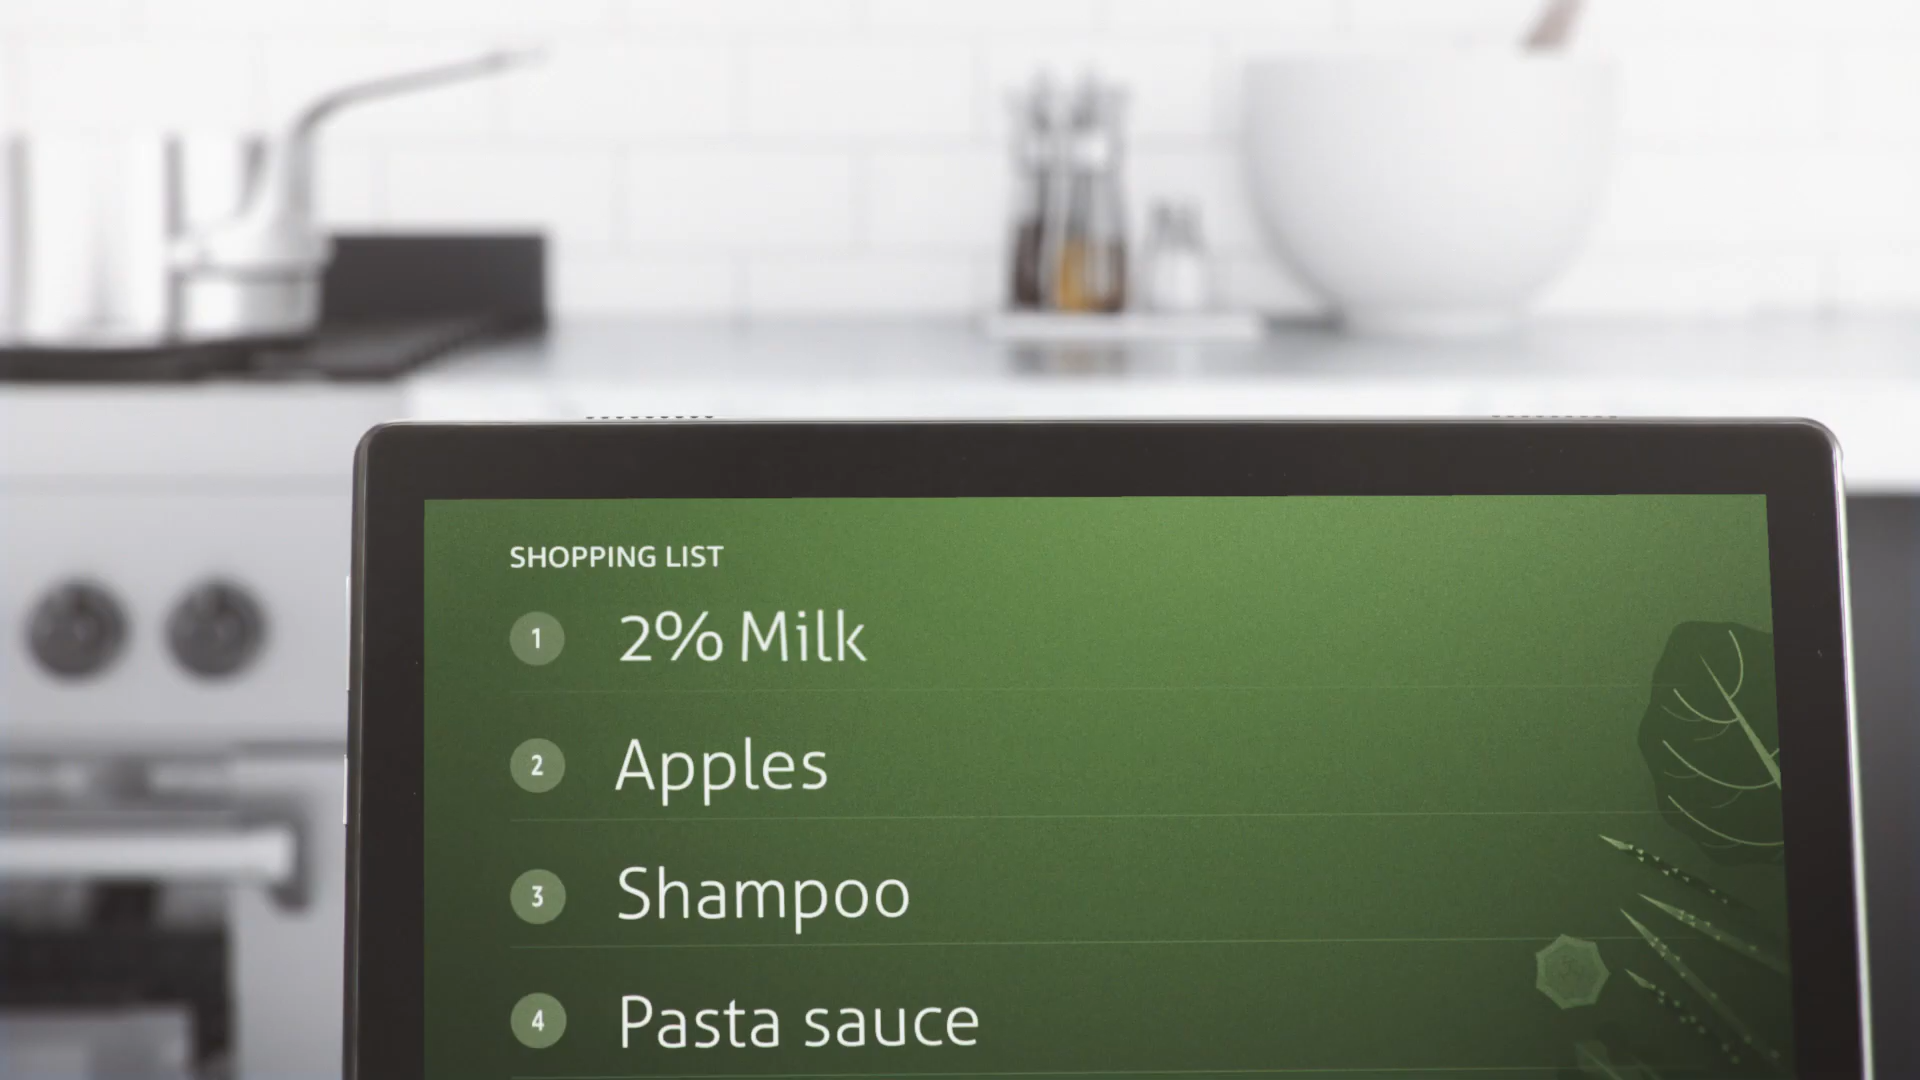 SHOPPING LIST
1 2% Milk
2 Apples
3 Shampoo
4 Pasta sauce